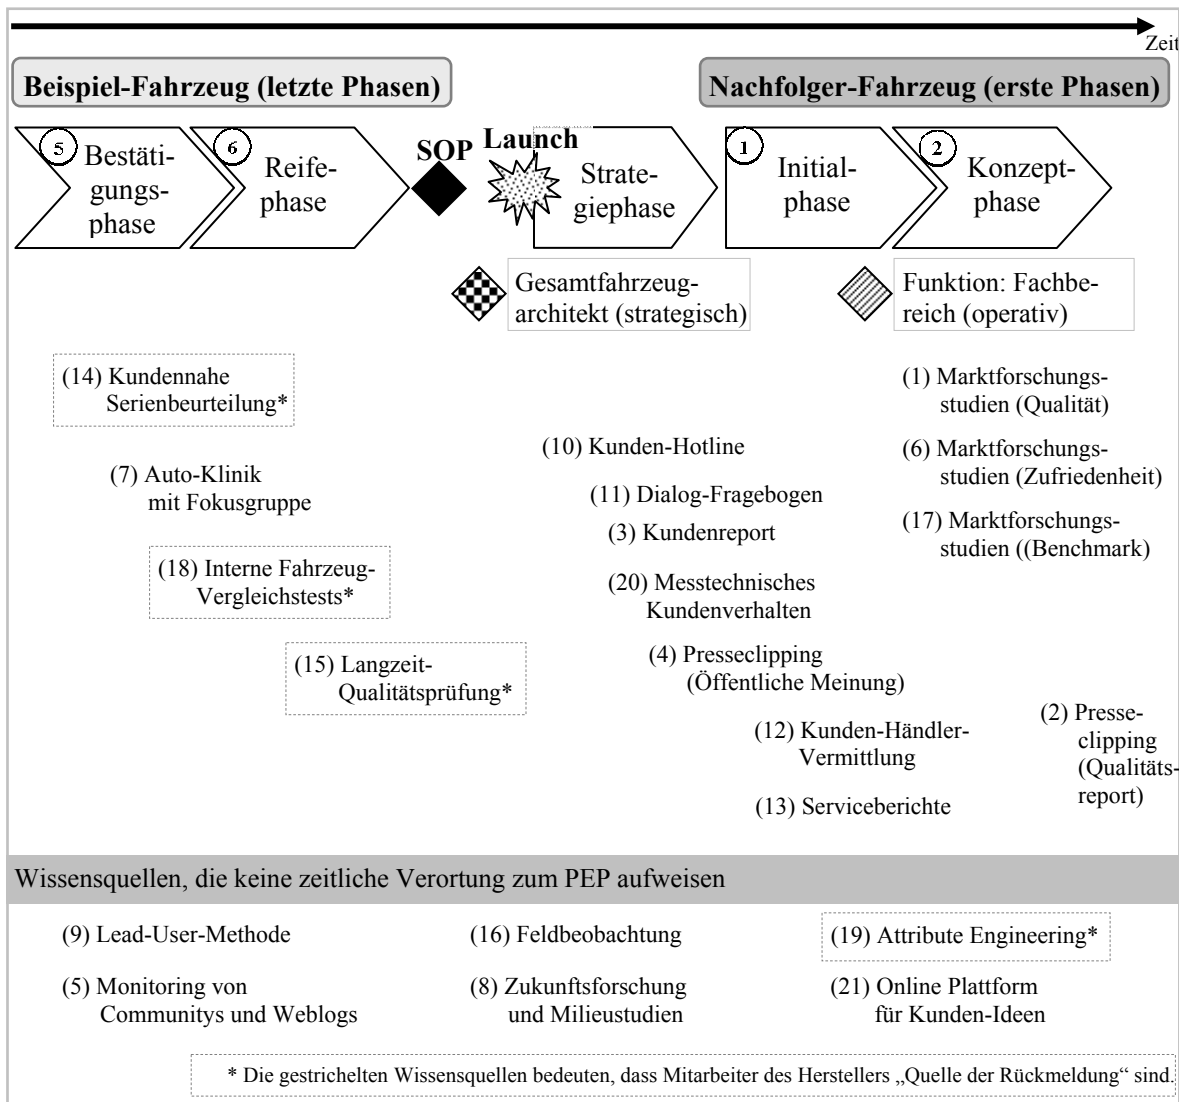 Zeit
Beispiel-Fahrzeug (letzte Phasen)
Nachfolger-Fahrzeug (erste Phasen)
5
Bestäti-
gungs-
phase
6
Reife-
phase
SOP
Launch
Strate-
giephase
1
Initial-
phase
2
Konzept-
phase
Gesamtfahrzeug-
architekt (strategisch)
Funktion: Fachbe-
reich (operativ)
(14) Kundennahe
Serienbeurteilung*
(7) Auto-Klinik
mit Fokusgruppe
(18) Interne Fahrzeug-
Vergleichstests*
(15) Langzeit-
Qualitätsprüfung*
(10) Kunden-Hotline
(11) Dialog-Fragebogen
(3) Kundenreport
(20) Messtechnisches
Kundenverhalten
(4) Presseclipping
(Öffentliche Meinung)
(12) Kunden-Händler-
Vermittlung
(13) Serviceberichte
(1) Marktforschungs-
studien (Qualität)
(6) Marktforschungs-
studien (Zufriedenheit)
(17) Marktforschungs-
studien ((Benchmark)
(2) Presse-
clipping
(Qualitäts-
report)
Wissensquellen, die keine zeitliche Verortung zum PEP aufweisen
(9) Lead-User-Methode
(16) Feldbeobachtung
(19) Attribute Engineering*
(5) Monitoring von
Communitys und Weblogs
(8) Zukunftsforschung
und Milieustudien
(21) Online Plattform
für Kunden-Ideen
* Die gestrichelten Wissensquellen bedeuten, dass Mitarbeiter des Herstellers „Quelle der Rückmeldung“ sind.